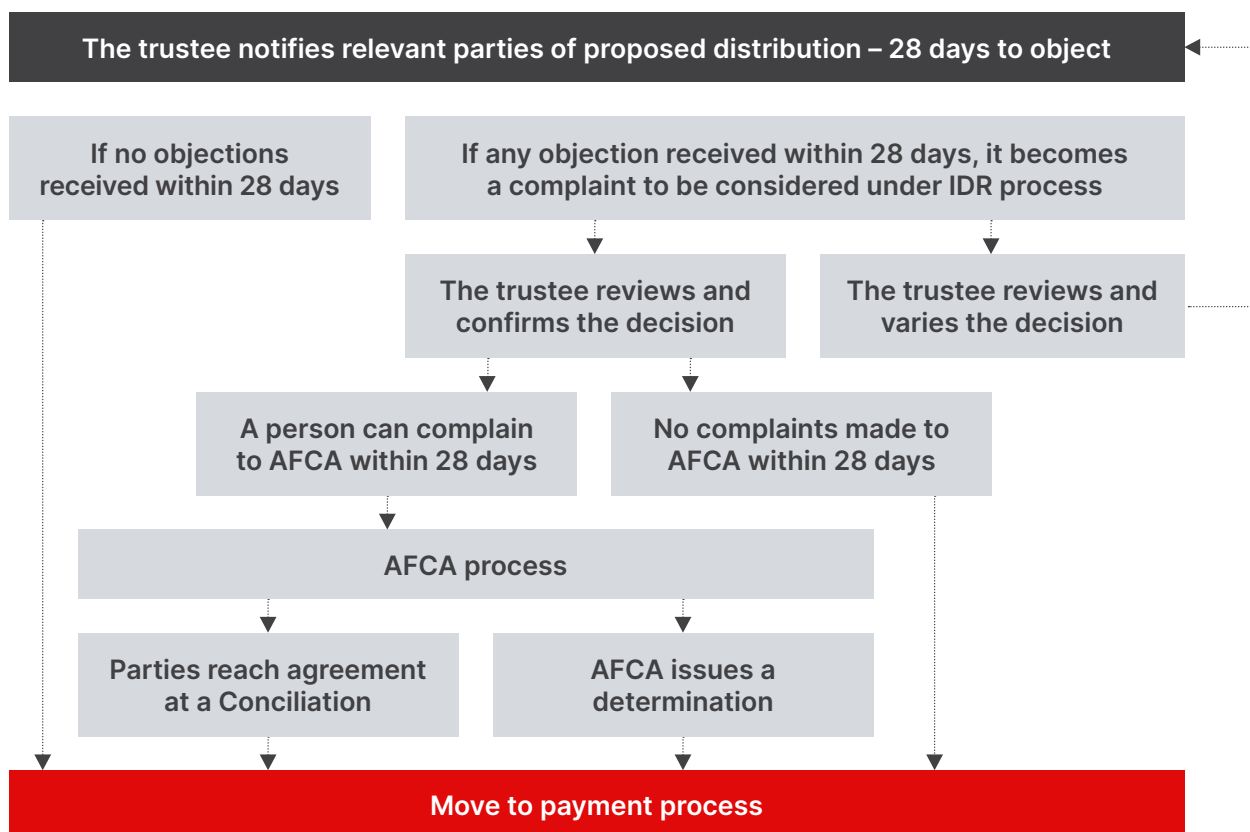 The trustee notifies relevant parties of proposed distribution – 28 days to object
If no objections
received within 28 days
If any objection received within 28 days, it becomes
a complaint to be considered under IDR process
The trustee reviews and
confirms the decision
The trustee reviews and
varies the decision
A person can complain
to AFCA within 28 days
No complaints made to
AFCA within 28 days
AFCA process
Parties reach agreement
at a Conciliation
AFCA issues a
determination
Move to payment process